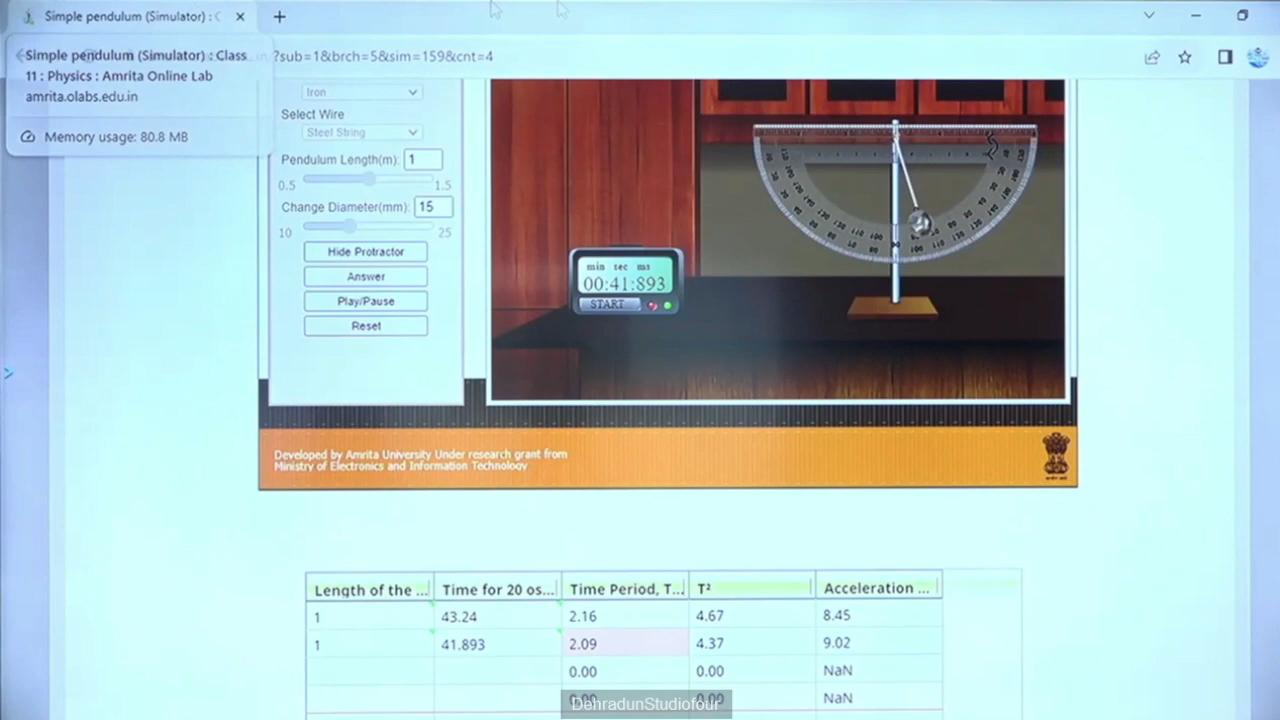 Simple pendulum (Simulator) : C
Simple pendulum (Simulator) : Class
11 : Physics : Amrita Online Lab
amrita.olabs.edu.in
Memory usage: 80.8 MB
?sub=1&brch=5&sim=159&cnt=4
Iron
Select Wire
Steel String
Pendulum Length(m): 1
0.5 1.5
Change Diameter(mm): 15
10 25
Hide Protractor
Answer
Play/Pause
Reset
min sec ms
00:41:893
START
Developed by Amrita University Under research grant from
Ministry of Electronics and Information Technology
Length of the ... Time for 20 os... Time Period, T... T² Acceleration ...
1 43.24 2.16 4.67 8.45
1 41.893 2.09 4.37 9.02
0.00 0.00 NaN
0.00 0.00 NaN
DehradunStudiofour